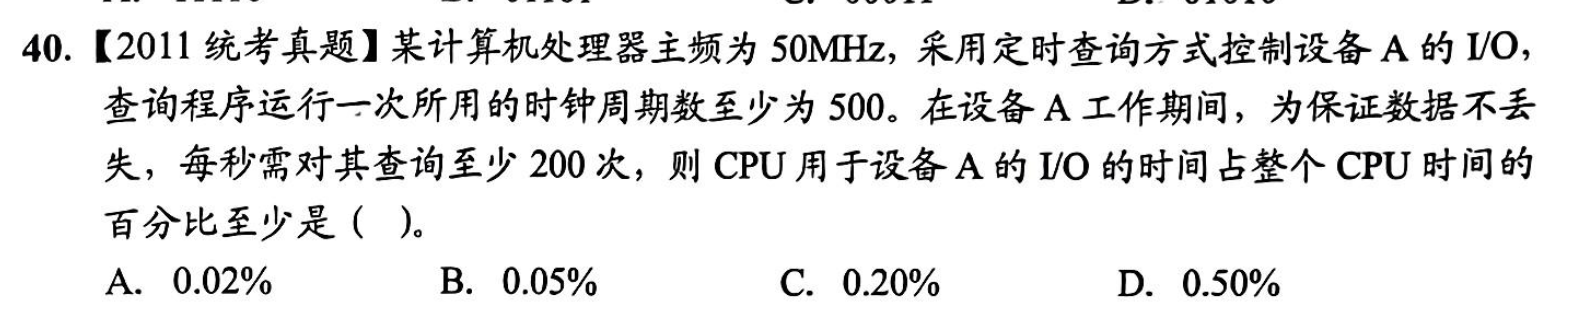 40.【2011 统考真题】某计算机处理器主频为 50MHz，采用定时查询方式控制设备 A 的 I/O，
查询程序运行一次所用的时钟周期数至少为 500。在设备 A 工作期间，为保证数据不丢
失，每秒需对其查询至少 200 次，则 CPU 用于设备 A 的 I/O 的时间占整个 CPU 时间的
百分比至少是（ ）。
A. 0.02% B. 0.05% C. 0.20% D. 0.50%